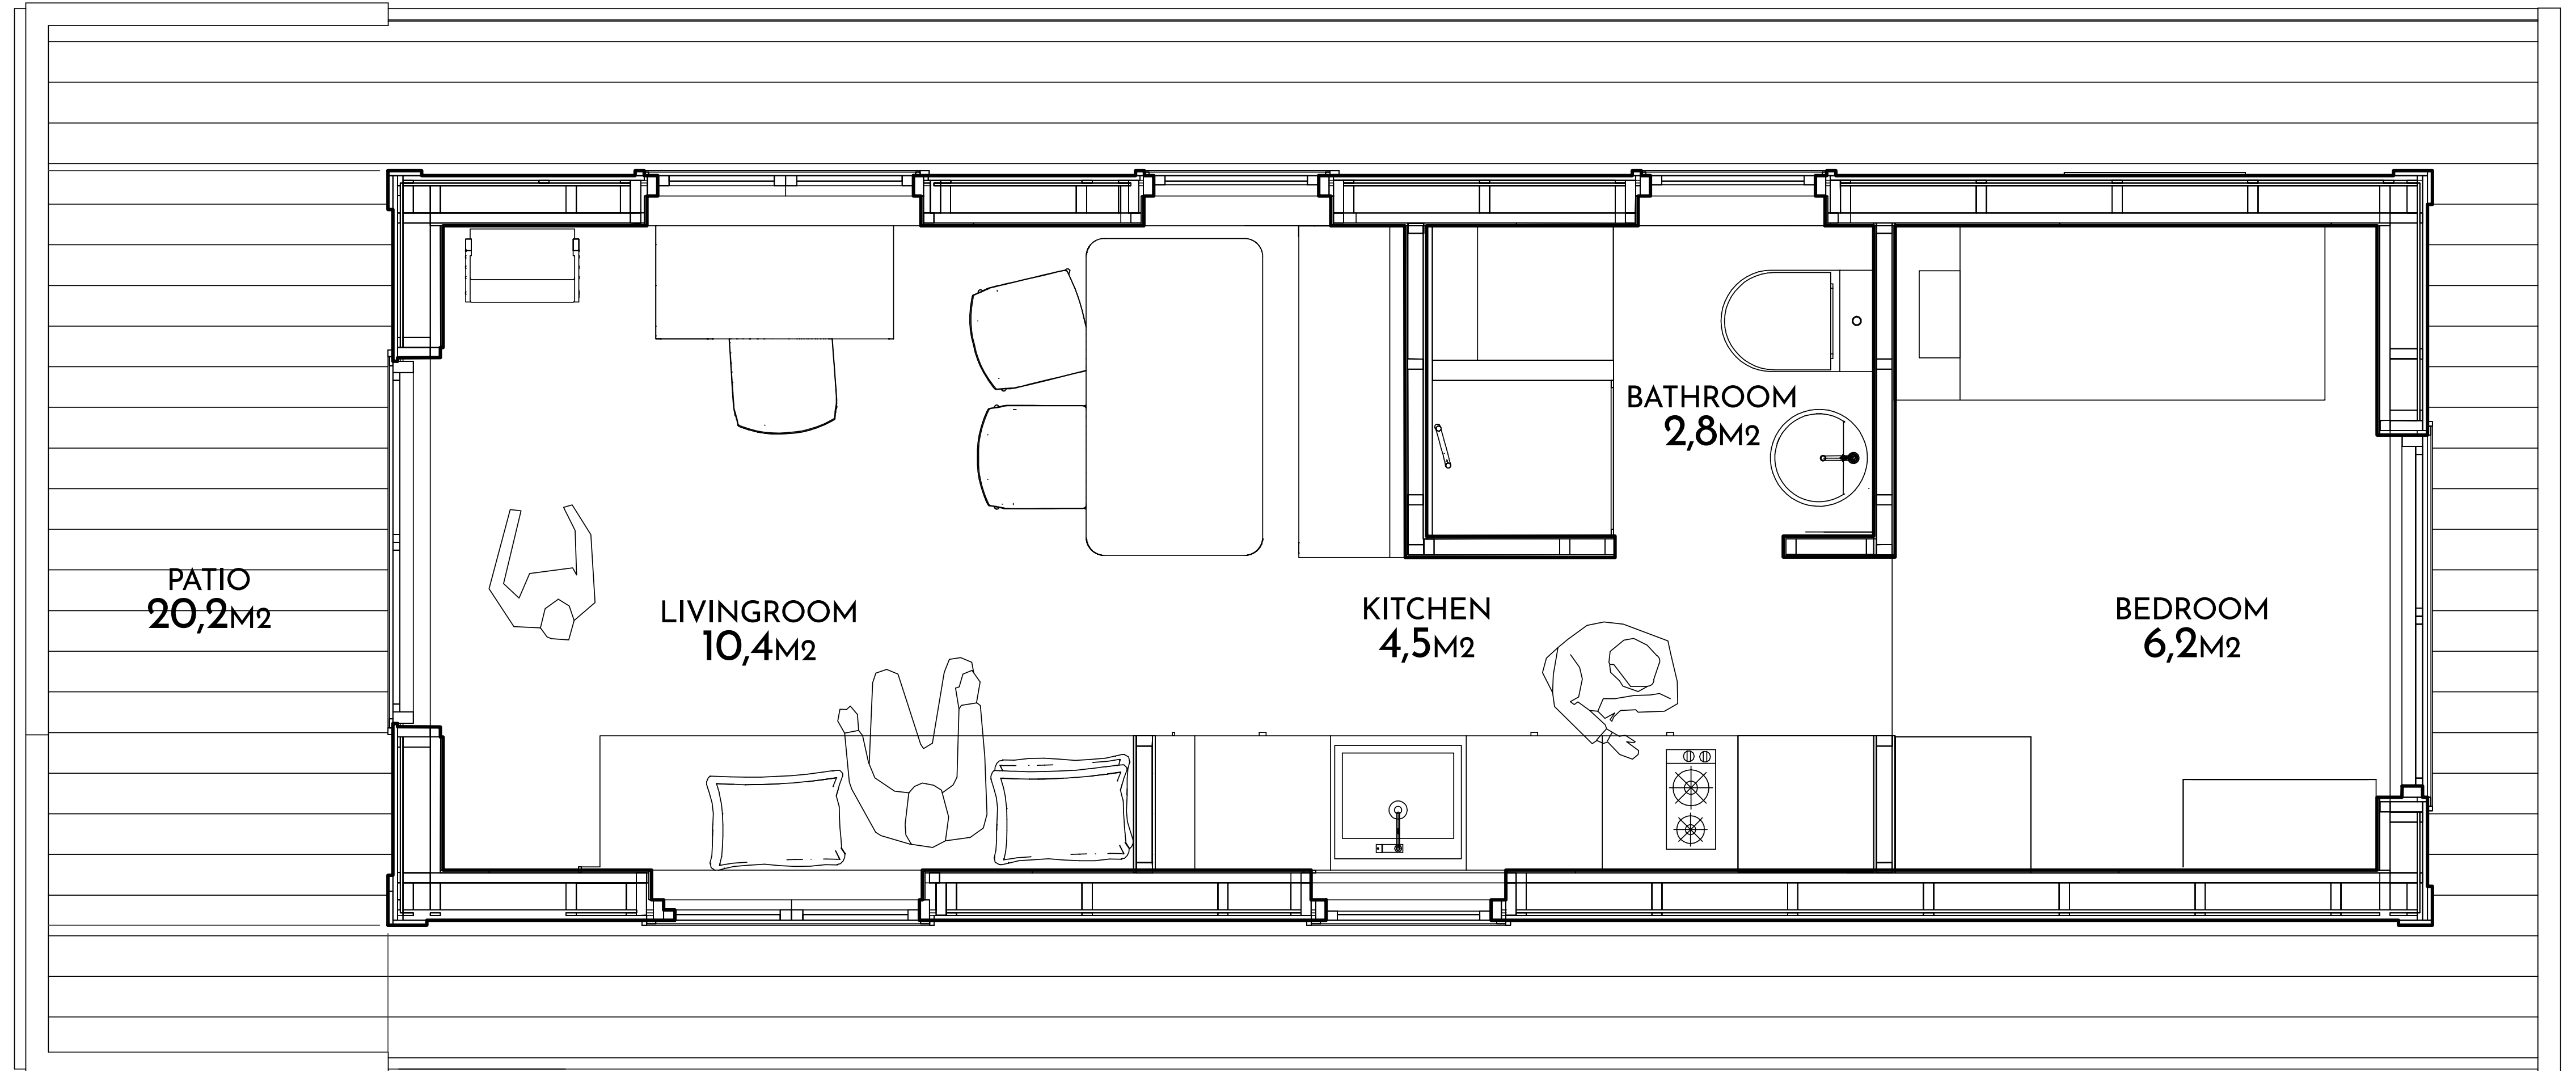 PATIO
20,2M2
LIVINGROOM
10,4M2
KITCHEN
4,5M2
BATHROOM
2,8M2
BEDROOM
6,2M2